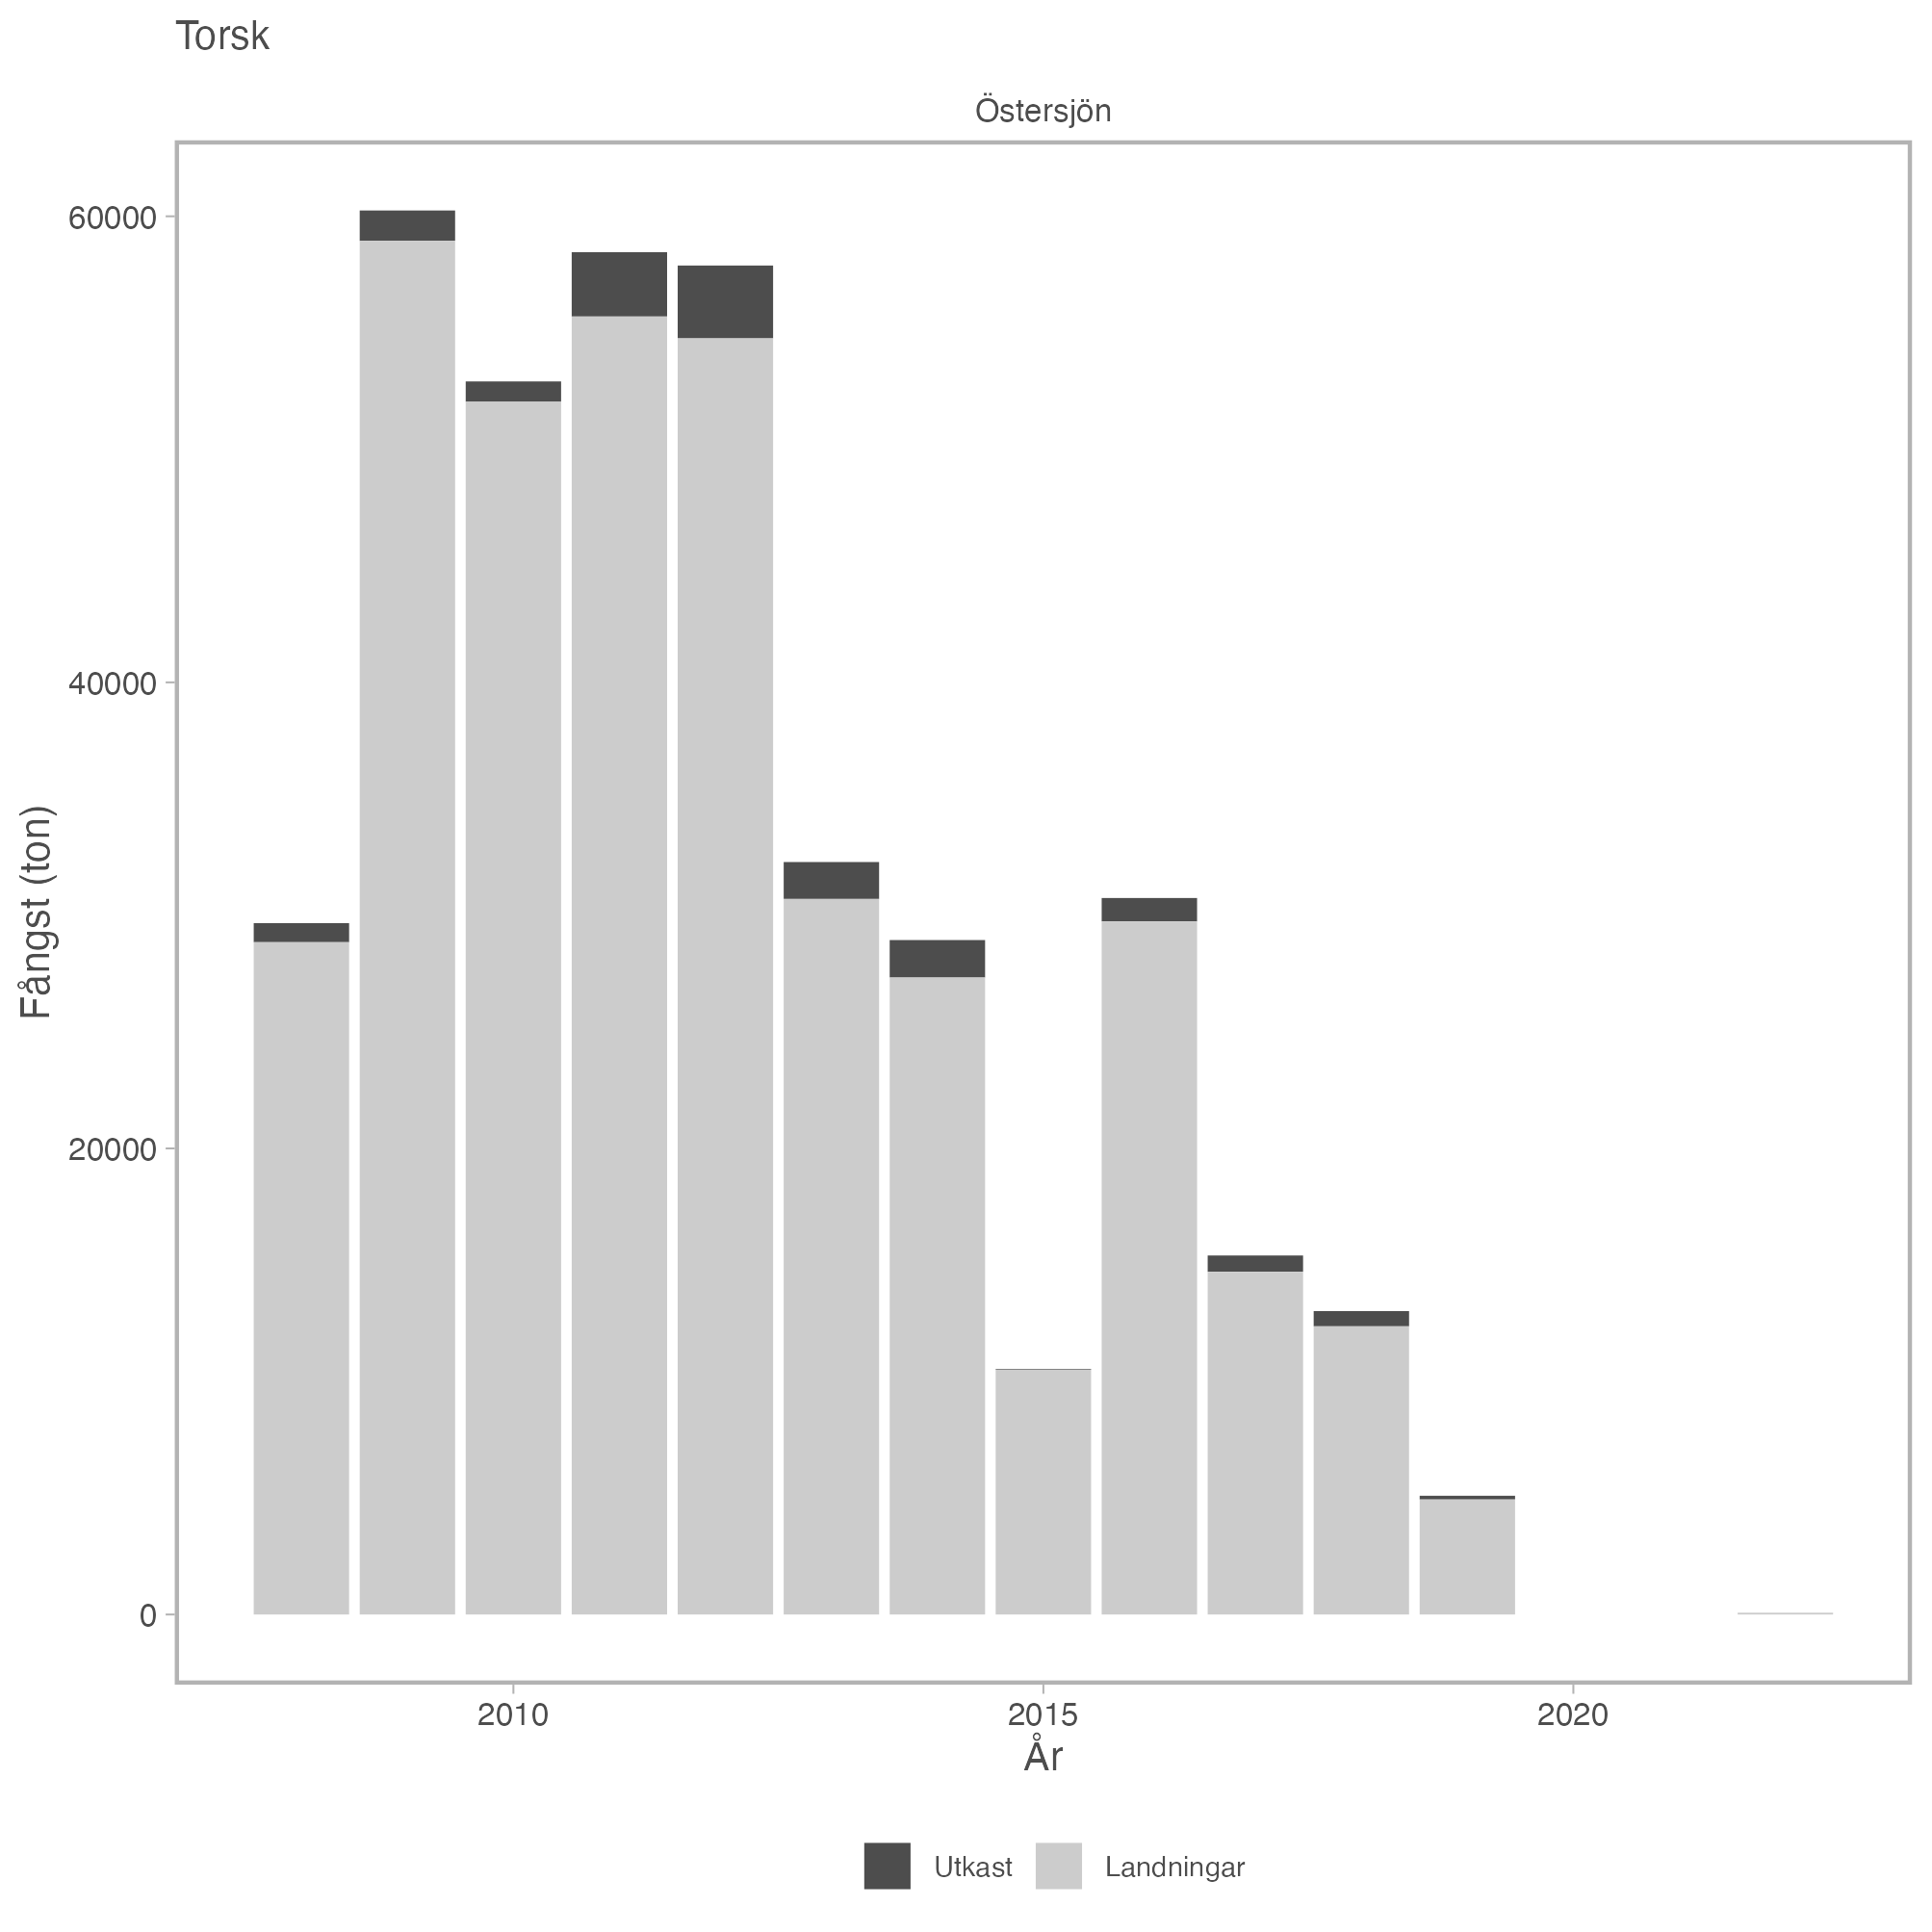 Torsk
Östersjön
60000
40000
20000
0
Fångst (ton)
2010 2015 2020
År
Utkast Landningar